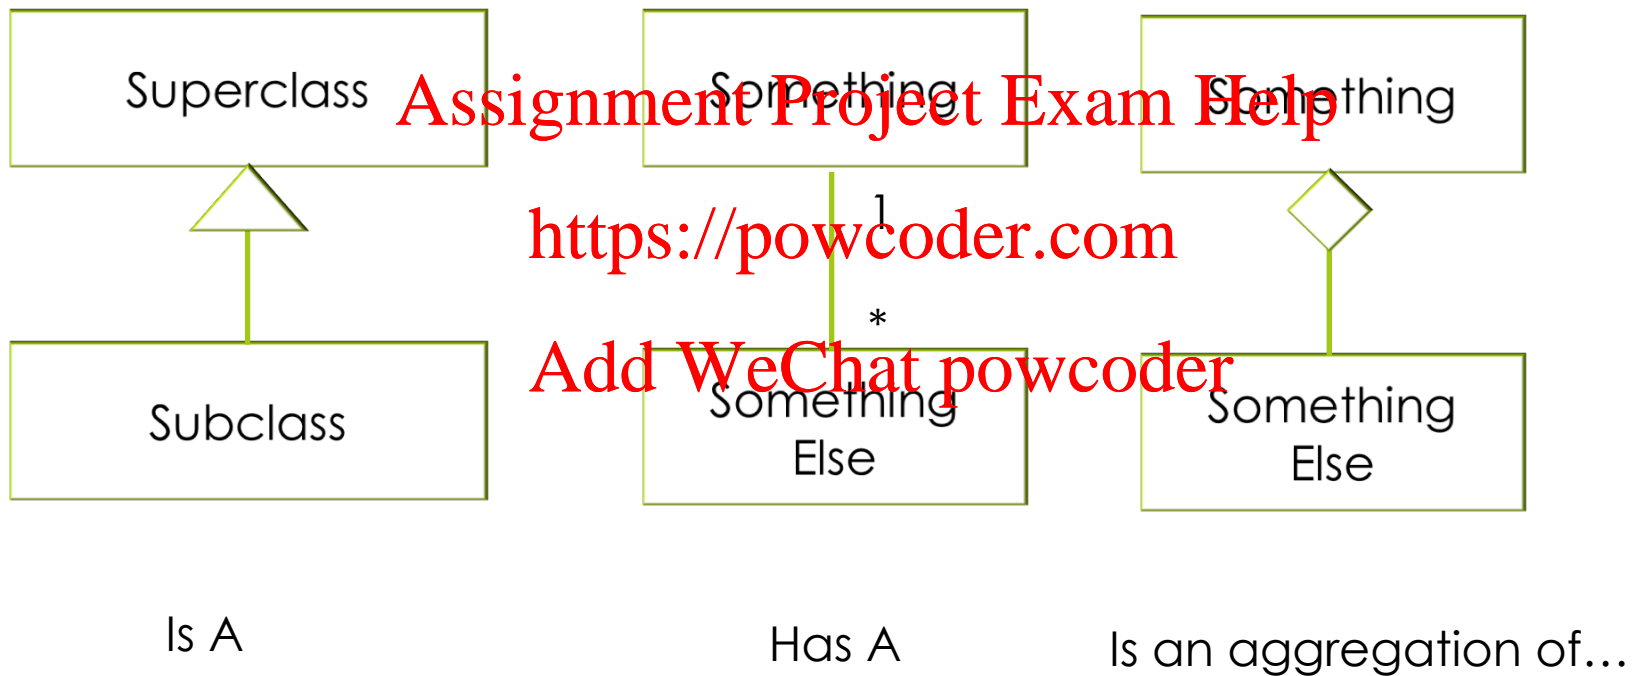 Superclass
Something
Something
Assignment Project Exam Help
1
https://powcoder.com
*
Add WeChat powcoder
Subclass
Something
Else
Something
Else
Is A
Has A
Is an aggregation of…